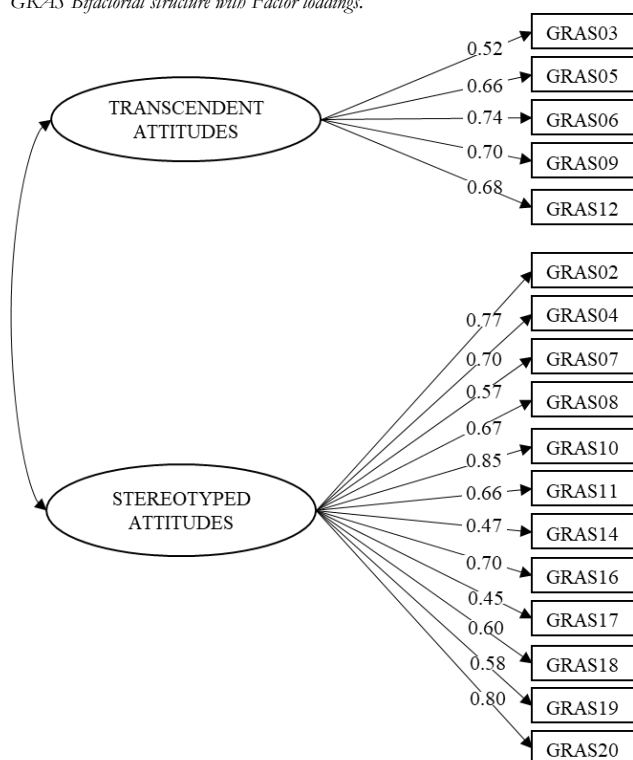 GRAS Bifactorial structure with Factor loadings.
TRANSCENDENT
ATTITUDES
0.52
0.66
0.74
0.70
0.68
GRAS03
GRAS05
GRAS06
GRAS09
GRAS12
STEREOTYPED
ATTITUDES
0.77
0.70
0.57
0.67
0.85
0.66
0.47
0.70
0.45
0.60
0.58
0.80
GRAS02
GRAS04
GRAS07
GRAS08
GRAS10
GRAS11
GRAS14
GRAS16
GRAS17
GRAS18
GRAS19
GRAS20